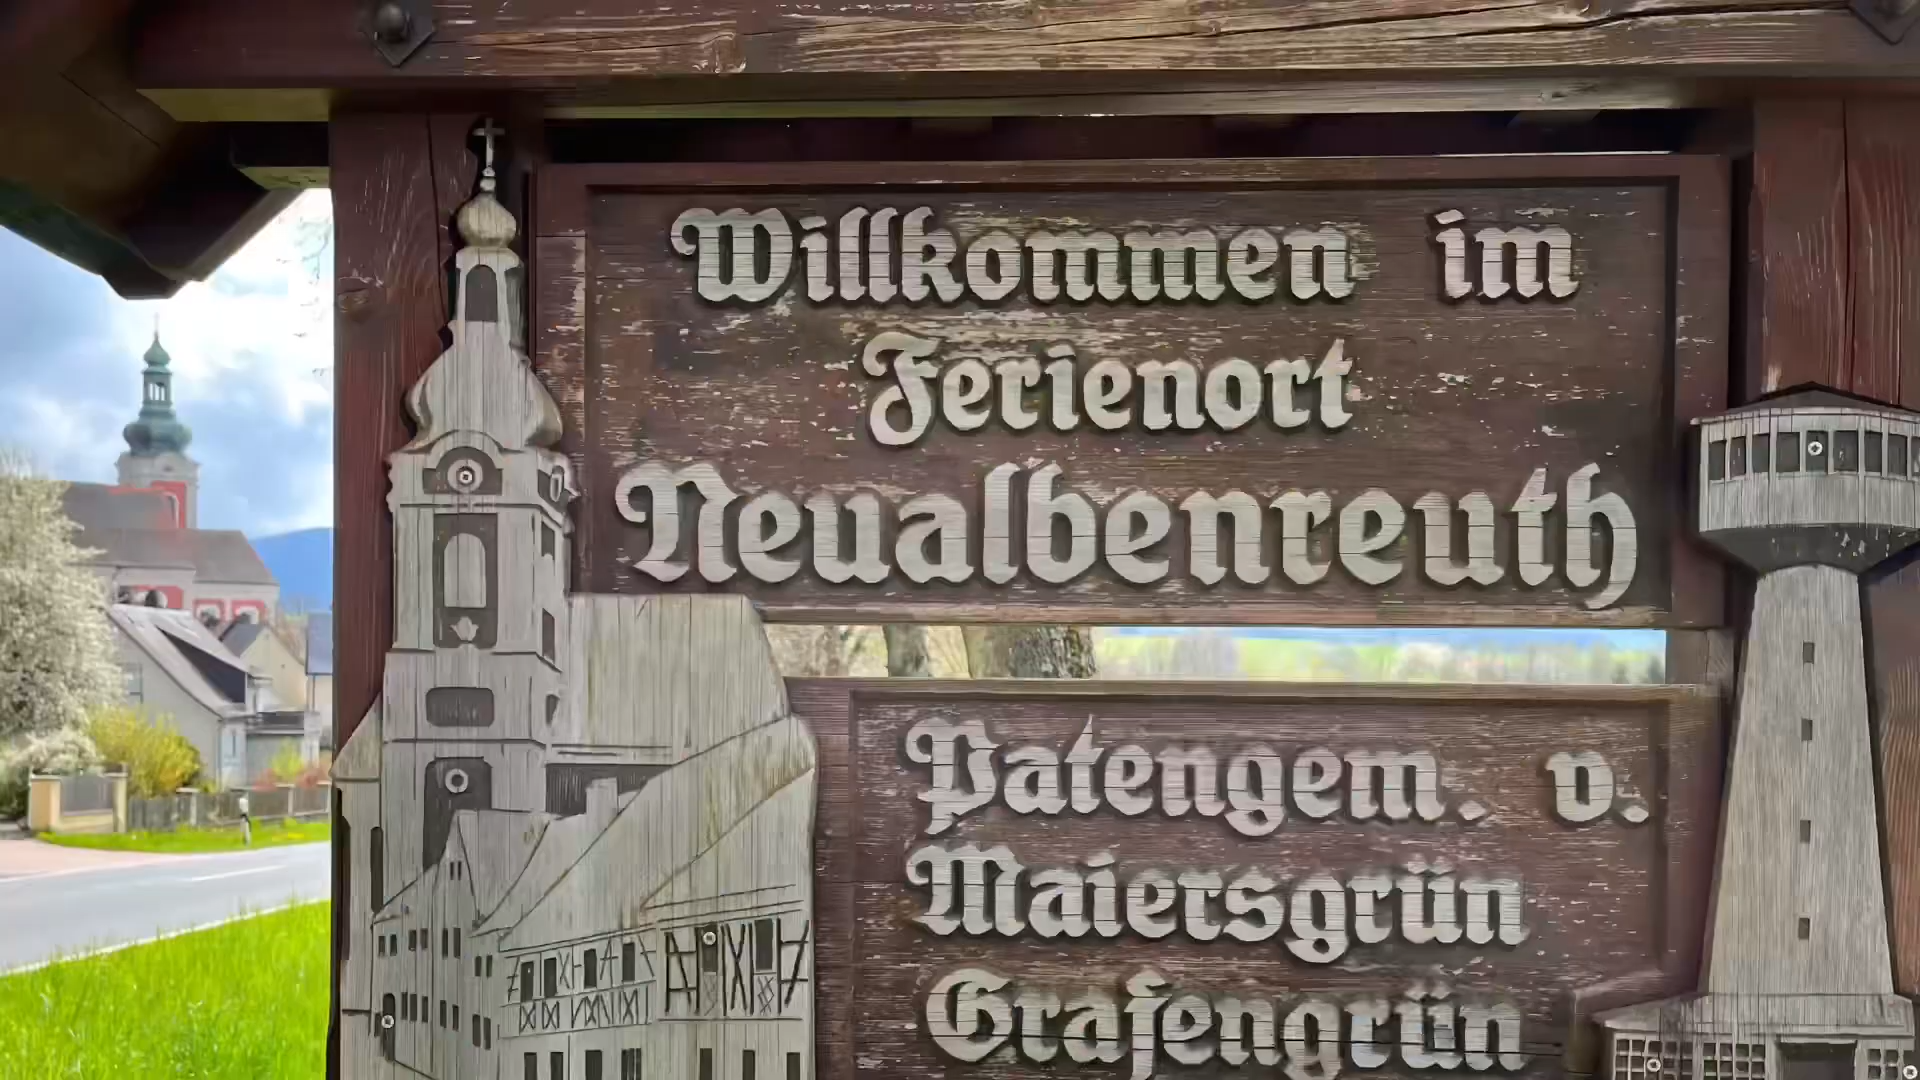 Willkommen im
Ferienort
Neualbenreuth
Patengem. v.
Maiersgrün
Grafengrün